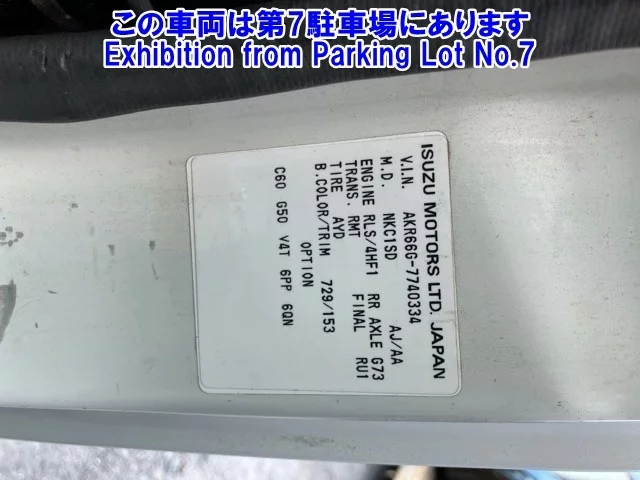 この車両は第7駐車場にあります
Exhibition from Parking Lot No.7
ISUZU MOTORS LTD. JAPAN
V.I.N. AKR66G-7740334
M.D. NKC1SD AJ/AA
ENGINE RLS/4HF1 RR AXLE G73
TRANS. RMT FINAL RU1
TIRE AYD
B.COLOR/TRIM 729/153
OPTION
C60 G50 V4T 6PP 6QN